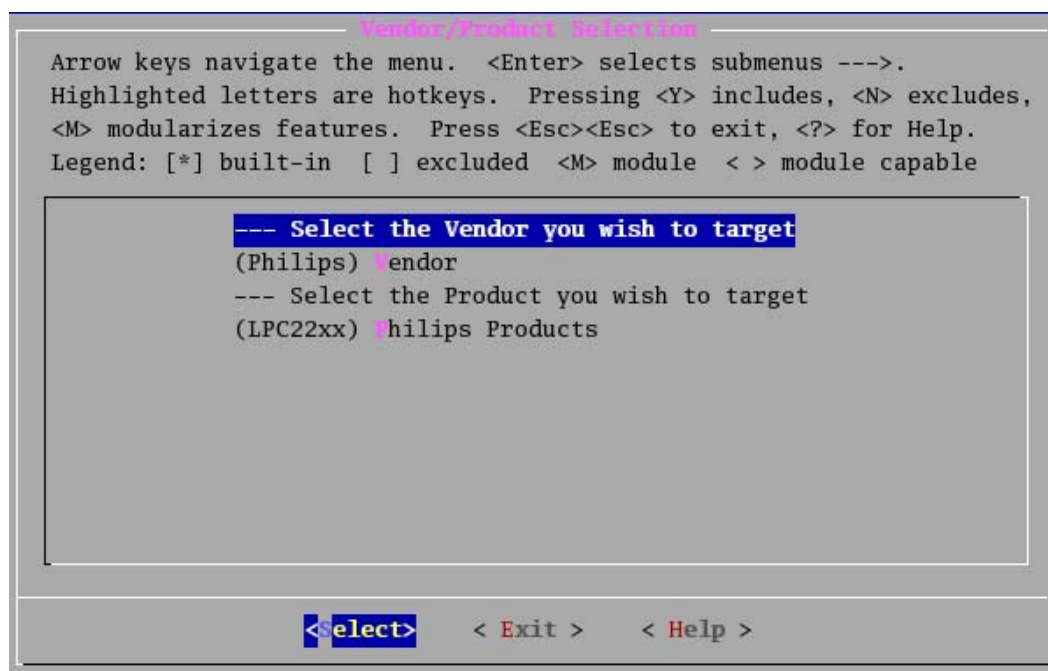 Vendor/Product Selection
Arrow keys navigate the menu.  <Enter> selects submenus --->.
Highlighted letters are hotkeys.  Pressing <Y> includes, <N> excludes,
<M> modularizes features.  Press <Esc><Esc> to exit, <?> for Help.
Legend: [*] built-in  [ ] excluded  <M> module  < > module capable
--- Select the Vendor you wish to target
(Philips) Vendor
--- Select the Product you wish to target
(LPC22xx) Philips Products
<Select>    < Exit >    < Help >